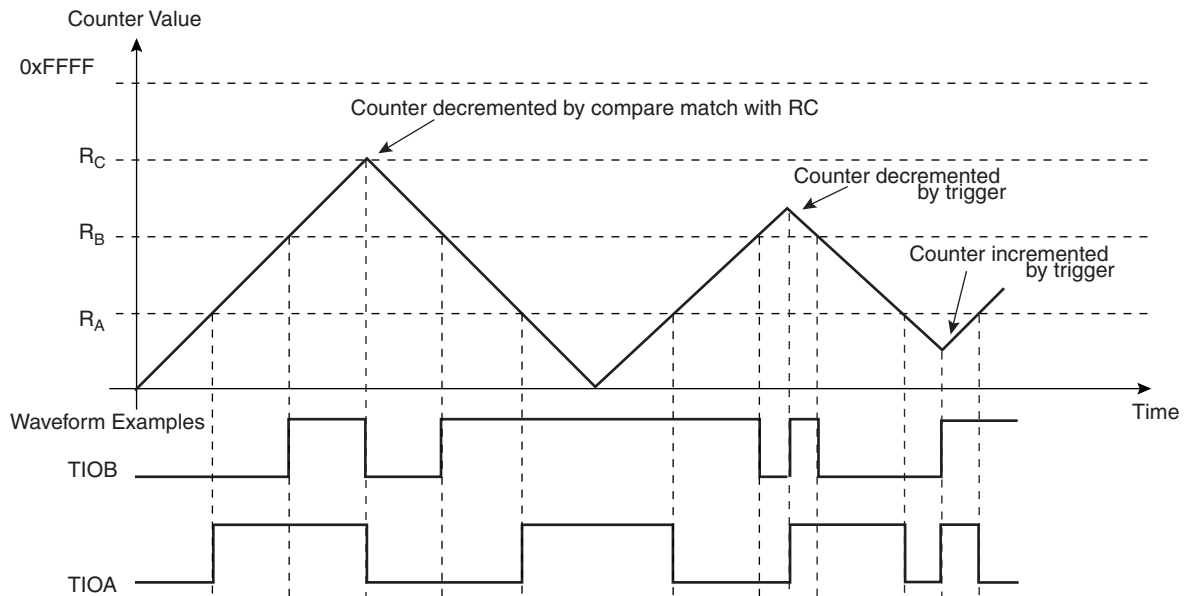 Counter Value
0xFFFF
Counter decremented by compare match with RC
RC
Counter decremented
by trigger
RB
Counter incremented
by trigger
RA
Time
Waveform Examples
TIOB
TIOA